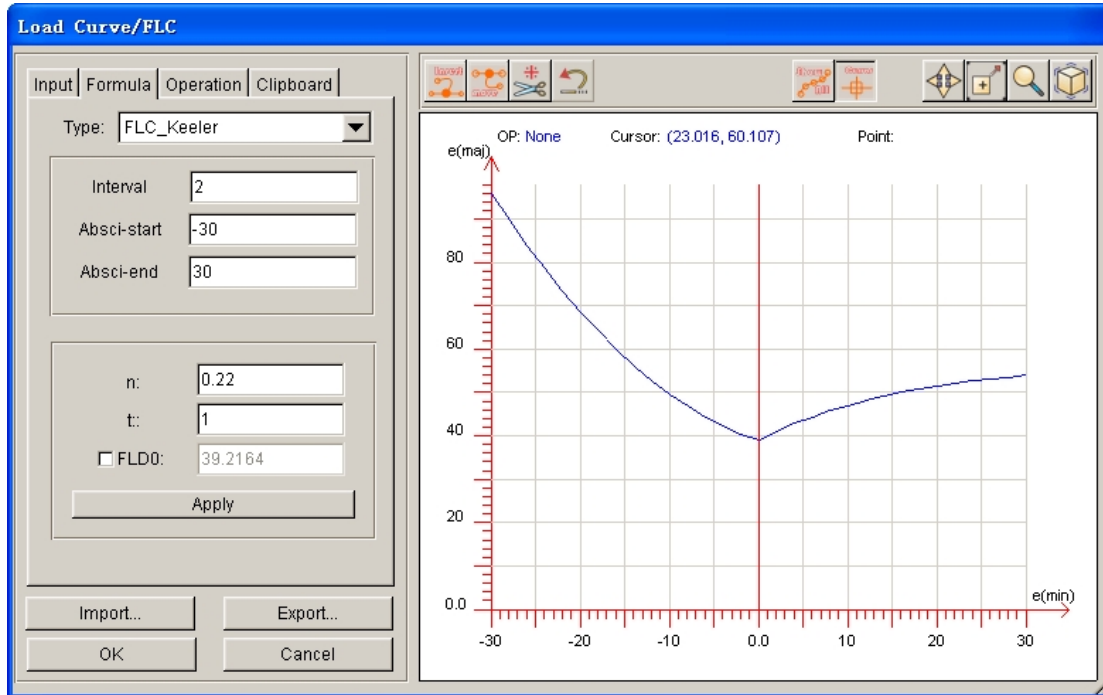 Load Curve/FLC
Input Formula Operation Clipboard
Type: FLC_Keeler
Interval 2
Absci-start -30
Absci-end 30
n: 0.22
t:: 1
FLD0: 39.2164
Apply
Import... Export...
OK Cancel
Insert
move
OP: None Cursor: (23.016, 60.107) Point:
e(maj)
80
60
40
20
0.0
e(min)
-30 -20 -10 0.0 10 20 30